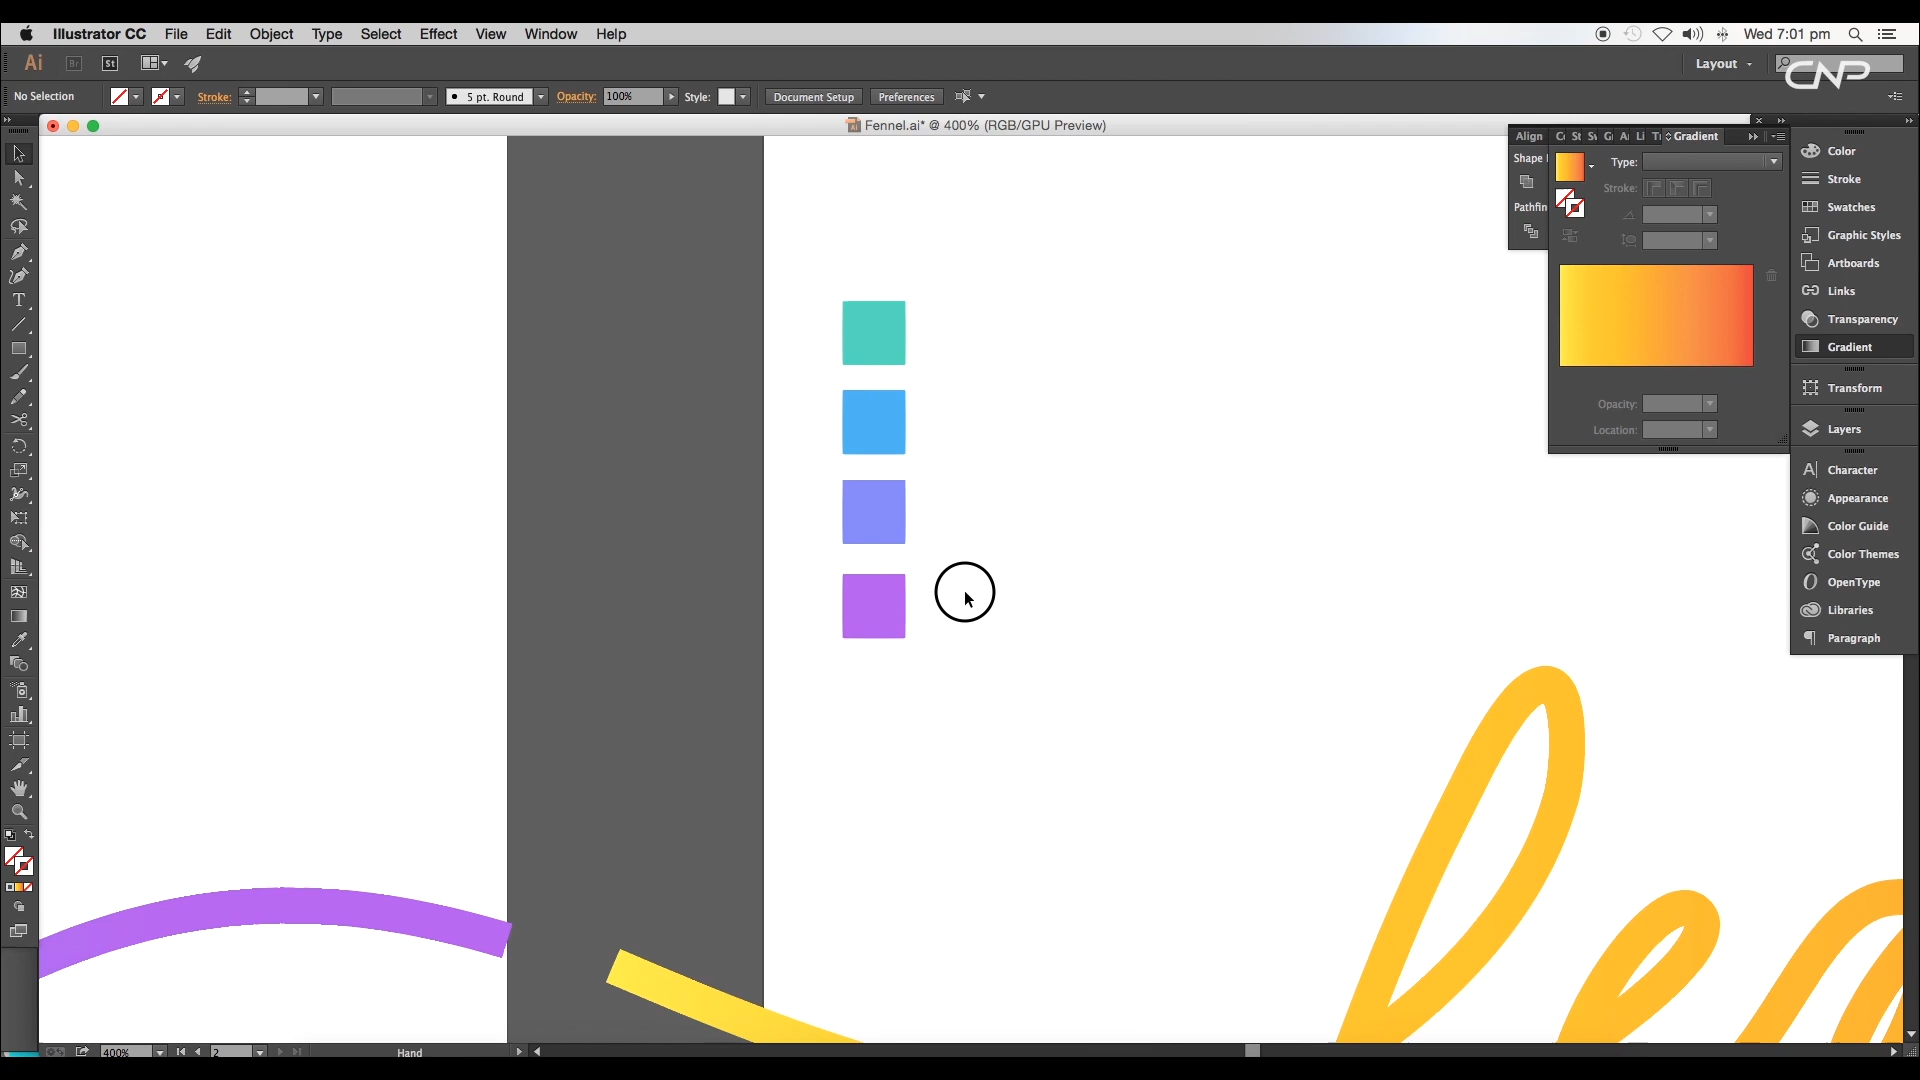 Illustrator CC File Edit Object Type Select Effect View Window Help
Wed 7:01 pm
Ai Br St
Layout
CNP
No Selection Stroke: 5 pt. Round Opacity: 100% Style: Document Setup Preferences
Fennel.ai* @ 400% (RGB/GPU Preview)
Align Gradient
Shape
Type:
Stroke:
Pathfin
Opacity:
Location:
Color
Stroke
Swatches
Graphic Styles
Artboards
Links
Transparency
Gradient
Transform
Layers
Character
Appearance
Color Guide
Color Themes
OpenType
Libraries
Paragraph
400% 2 Hand